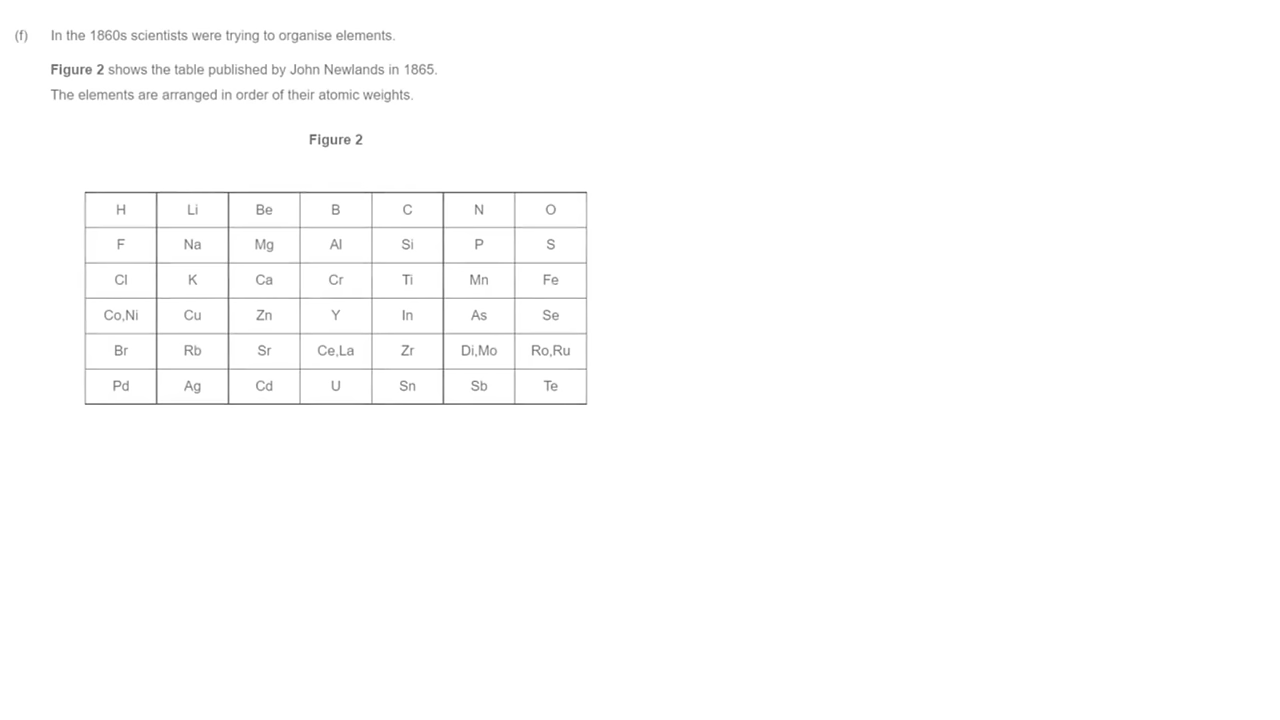 (f) In the 1860s scientists were trying to organise elements.
Figure 2 shows the table published by John Newlands in 1865.
The elements are arranged in order of their atomic weights.
Figure 2
H Li Be B C N O
F Na Mg Al Si P S
Cl K Ca Cr Ti Mn Fe
Co,Ni Cu Zn Y In As Se
Br Rb Sr Ce,La Zr Di,Mo Ro,Ru
Pd Ag Cd U Sn Sb Te